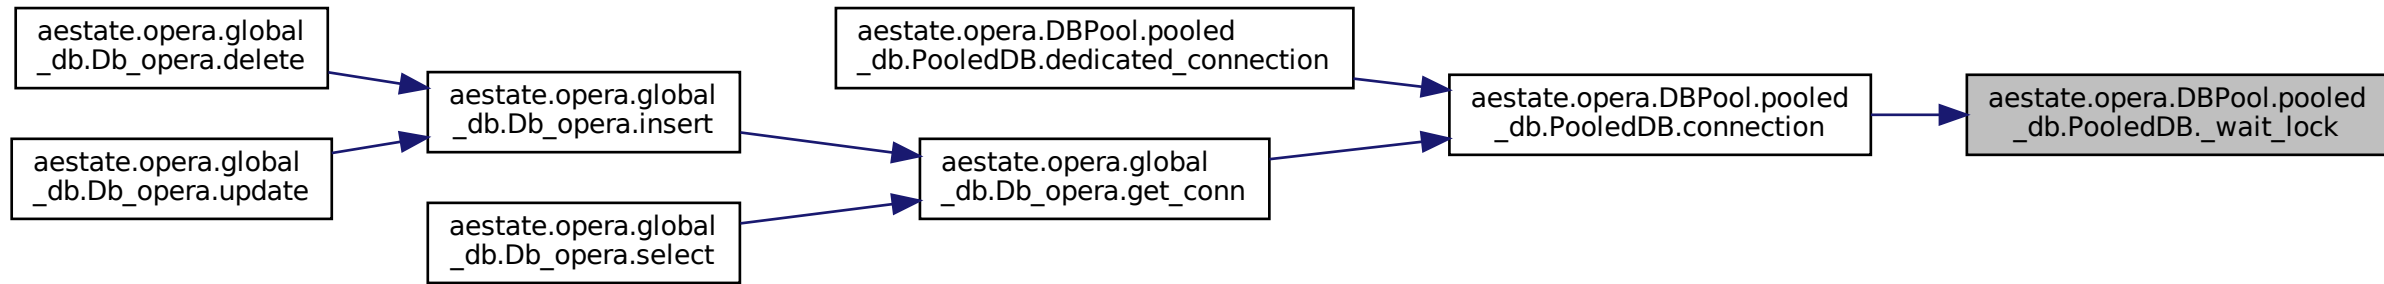 aestate.opera.global
_db.Db_opera.delete
aestate.opera.global
_db.Db_opera.update
aestate.opera.global
_db.Db_opera.insert
aestate.opera.global
_db.Db_opera.select
aestate.opera.DBPool.pooled
_db.PooledDB.dedicated_connection
aestate.opera.global
_db.Db_opera.get_conn
aestate.opera.DBPool.pooled
_db.PooledDB.connection
aestate.opera.DBPool.pooled
_db.PooledDB._wait_lock